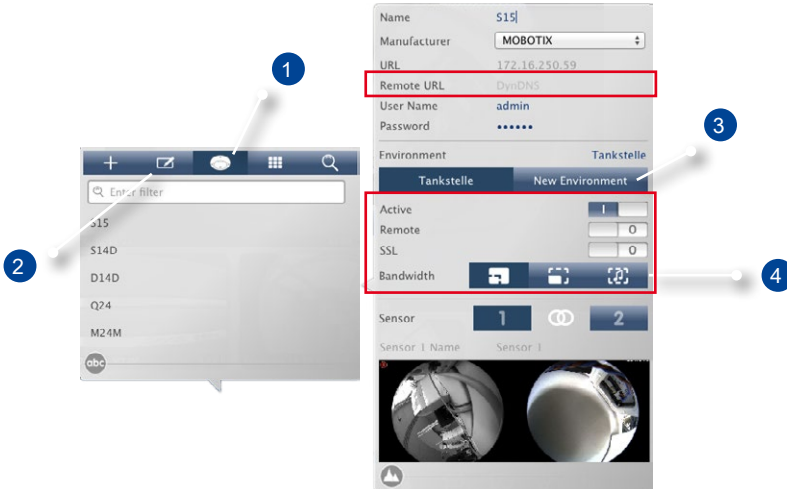 1
2
Enter filter
S15
S14D
D14D
Q24
M24M
abc
Name S15
Manufacturer MOBOTIX
URL 172.16.250.59
Remote URL DynDNS
User Name admin
Password ••••••
3
Environment Tankstelle
Tankstelle New Environment
Active I
Remote O
SSL O
Bandwidth
4
Sensor 1 2
Sensor 1 Name Sensor 1